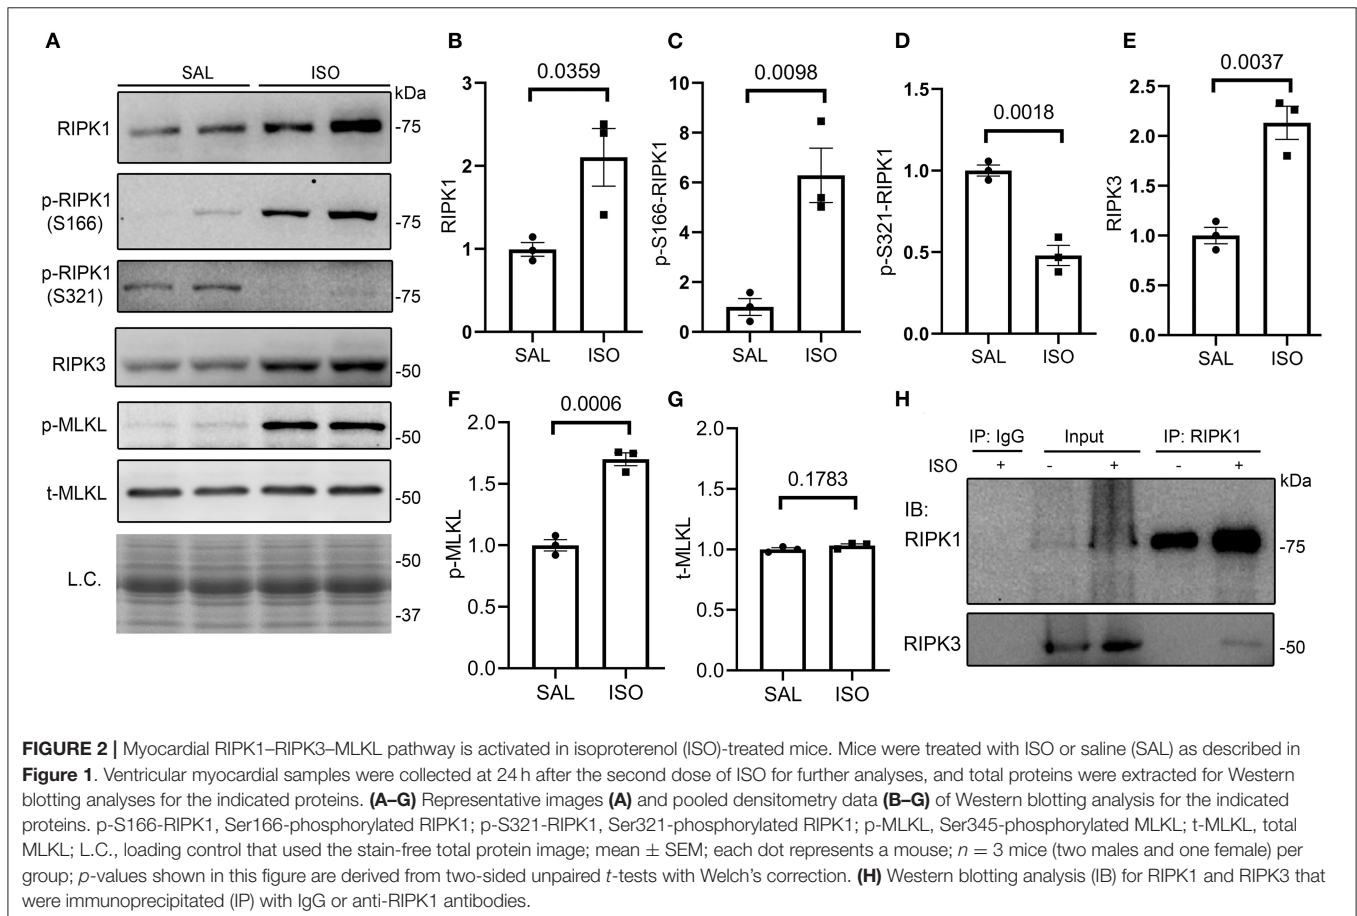 A
SAL ISO
kDa
RIPK1 -75
p-RIPK1
(S166) -75
p-RIPK1
(S321) -75
RIPK3 -50
p-MLKL -50
t-MLKL -50
L.C. -50
-37
B
0.0359
RIPK1
3
2
1
0
SAL ISO
C
0.0098
p-S166-RIPK1
10
8
6
4
2
0
SAL ISO
D
0.0018
p-S321-RIPK1
1.5
1.0
0.5
0.0
SAL ISO
E
0.0037
RIPK3
2.5
2.0
1.5
1.0
0.5
0.0
SAL ISO
F
0.0006
p-MLKL
2.0
1.5
1.0
0.5
0.0
SAL ISO
G
0.1783
t-MLKL
2.0
1.5
1.0
0.5
0.0
SAL ISO
H
IP: IgG Input IP: RIPK1
ISO + - + - +
kDa
IB:
RIPK1 -75
RIPK3 -50
FIGURE 2 | Myocardial RIPK1–RIPK3–MLKL pathway is activated in isoproterenol (ISO)-treated mice. Mice were treated with ISO or saline (SAL) as described in
Figure 1. Ventricular myocardial samples were collected at 24 h after the second dose of ISO for further analyses, and total proteins were extracted for Western
blotting analyses for the indicated proteins. (A–G) Representative images (A) and pooled densitometry data (B–G) of Western blotting analysis for the indicated
proteins. p-S166-RIPK1, Ser166-phosphorylated RIPK1; p-S321-RIPK1, Ser321-phosphorylated RIPK1; p-MLKL, Ser345-phosphorylated MLKL; t-MLKL, total
MLKL; L.C., loading control that used the stain-free total protein image; mean ± SEM; each dot represents a mouse; n = 3 mice (two males and one female) per
group; p-values shown in this figure are derived from two-sided unpaired t-tests with Welch's correction. (H) Western blotting analysis (IB) for RIPK1 and RIPK3 that
were immunoprecipitated (IP) with IgG or anti-RIPK1 antibodies.